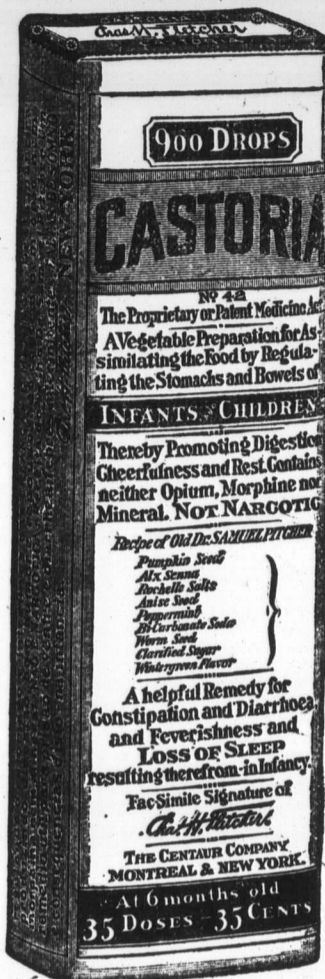 Chas. H. Fletcher
900 DROPS
CASTORIA
Nº 42
The Proprietary or Patent Medicine Act
A Vegetable Preparation for As-
similating the Food by Regula-
ting the Stomachs and Bowels of
INFANTS CHILDREN
Thereby Promoting Digestion
Cheerfulness and Rest. Contains
neither Opium, Morphine nor
Mineral. NOT NARCOTIC
Recipe of Old Dr. SAMUEL PITCHER
Pumpkin Seed
Alx Senna
Rochelle Salts
Anise Seed
Peppermint
Bi Carbonate Soda
Worm Seed
Clarified Sugar
Wintergreen Flavor
A helpful Remedy for
Constipation and Diarrhoea,
and Feverishness and
LOSS OF SLEEP
resulting therefrom-in Infancy.
Fac-Simile Signature of
Chas. H. Fletcher.
THE CENTAUR COMPANY
MONTREAL & NEW YORK.
At 6 months old
35 DOSES - 35 CENTS
NEW YORK